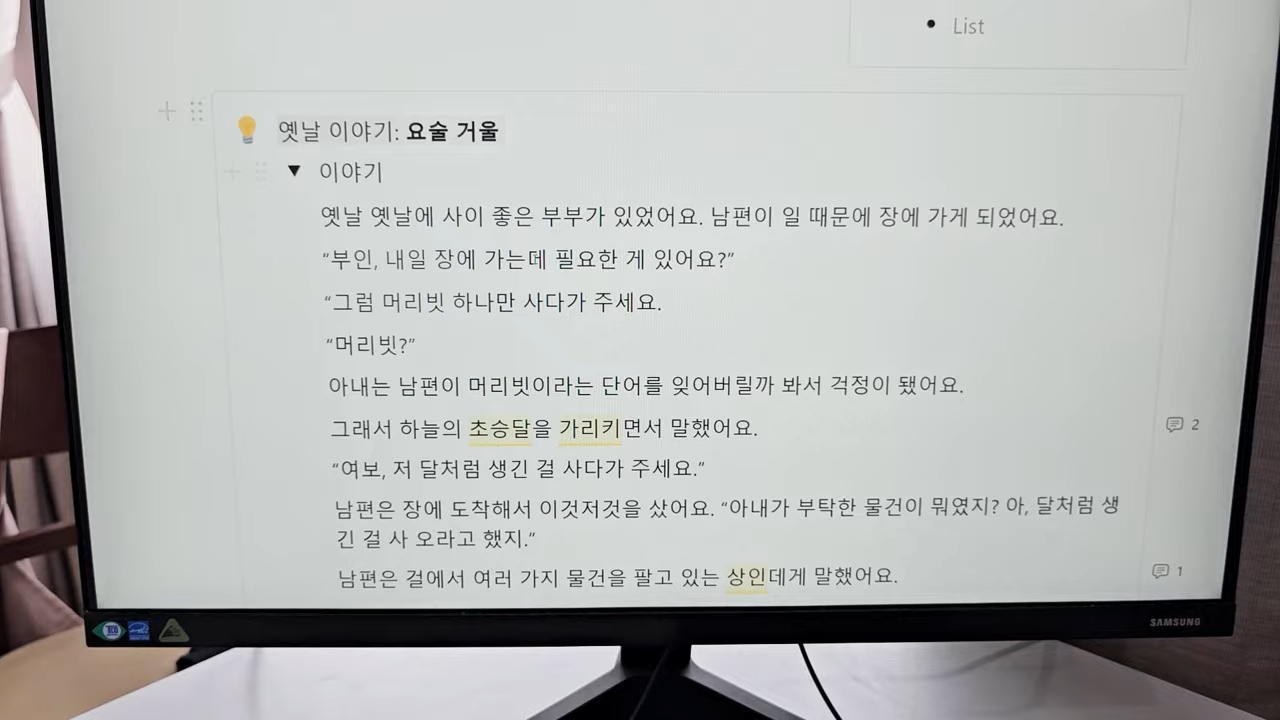 List
옛날 이야기: 요술 거울
이야기
옛날 옛날에 사이 좋은 부부가 있었어요. 남편이 일 때문에 장에 가게 되었어요.
“부인, 내일 장에 가는데 필요한 게 있어요?”
“그럼 머리빗 하나만 사다가 주세요.
“머리빗?”
아내는 남편이 머리빗이라는 단어를 잊어버릴까 봐서 걱정이 됐어요.
그래서 하늘의 초승달을 가리키면서 말했어요.
2
“여보, 저 달처럼 생긴 걸 사다가 주세요.”
남편은 장에 도착해서 이것저것을 샀어요. “아내가 부탁한 물건이 뭐였지? 아, 달처럼 생
긴 걸 사 오라고 했지.”
남편은 걸에서 여러 가지 물건을 팔고 있는 상인데게 말했어요.
1
SAMSUNG